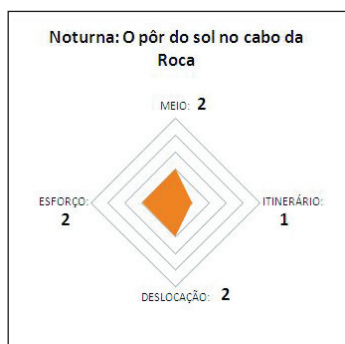 Noturna: O pôr do sol no cabo da
Roca
MEIO: 2
ESFORÇO:
2
ITINERÁRIO:
1
DESLOCAÇÃO: 2